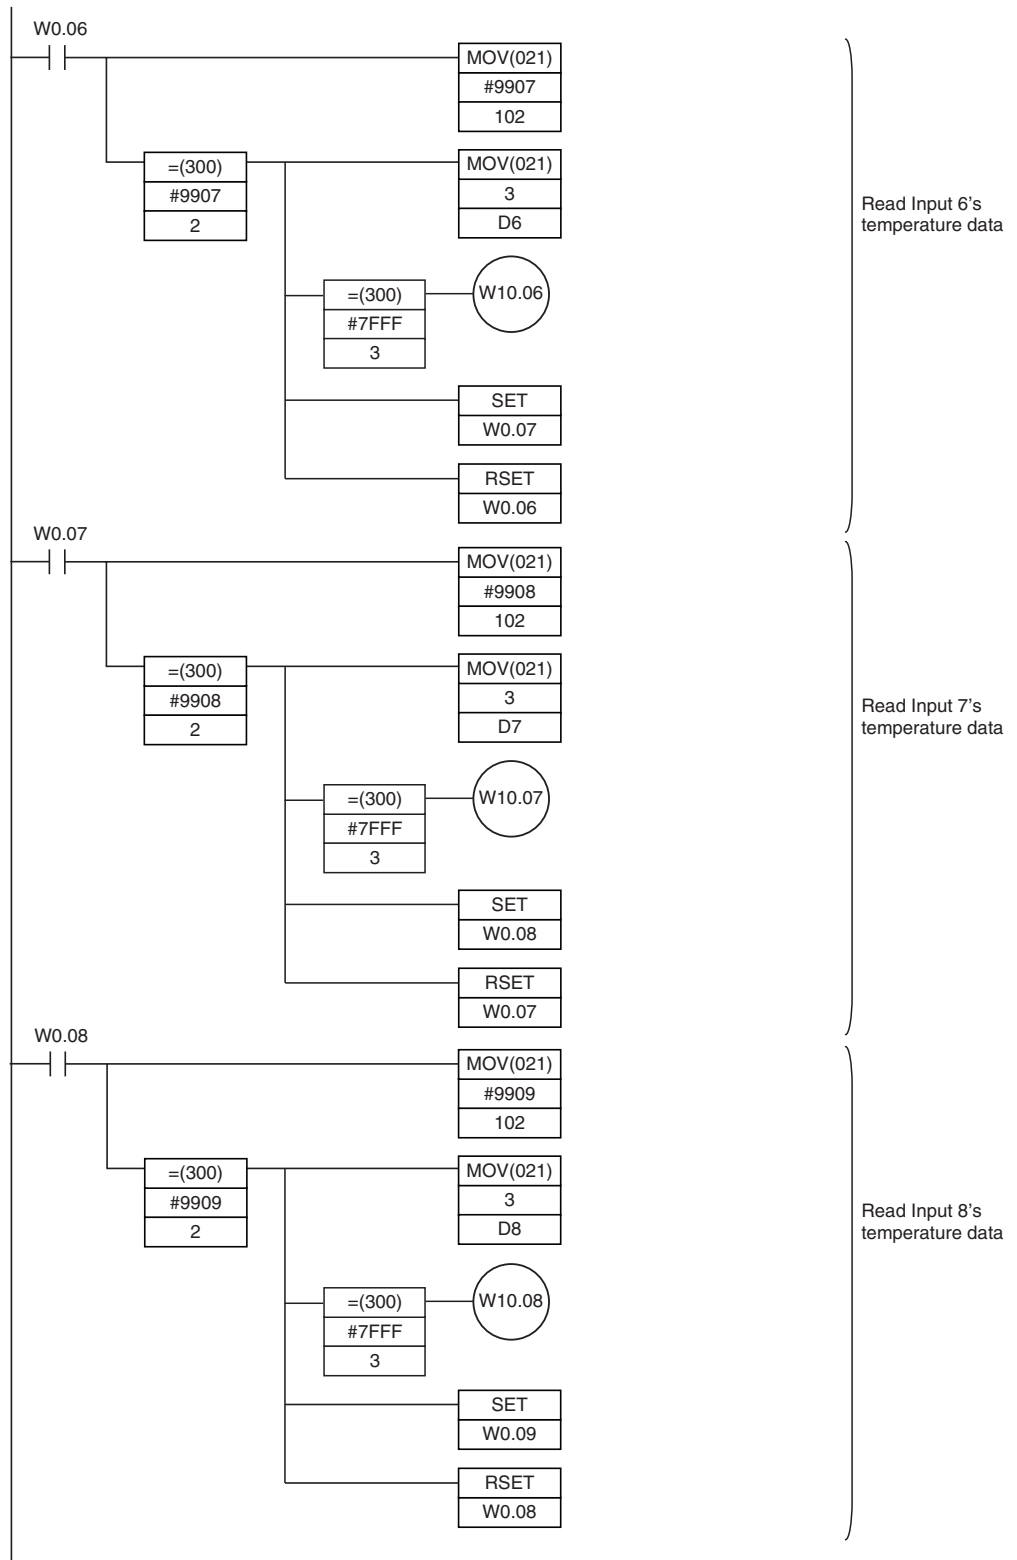 W0.06
MOV(021)
#9907
102
=(300)
#9907
2
MOV(021)
3
D6
=(300)
#7FFF
3
W10.06
SET
W0.07
RSET
W0.06
Read Input 6's
temperature data
W0.07
MOV(021)
#9908
102
=(300)
#9908
2
MOV(021)
3
D7
=(300)
#7FFF
3
W10.07
SET
W0.08
RSET
W0.07
Read Input 7's
temperature data
W0.08
MOV(021)
#9909
102
=(300)
#9909
2
MOV(021)
3
D8
=(300)
#7FFF
3
W10.08
SET
W0.09
RSET
W0.08
Read Input 8's
temperature data